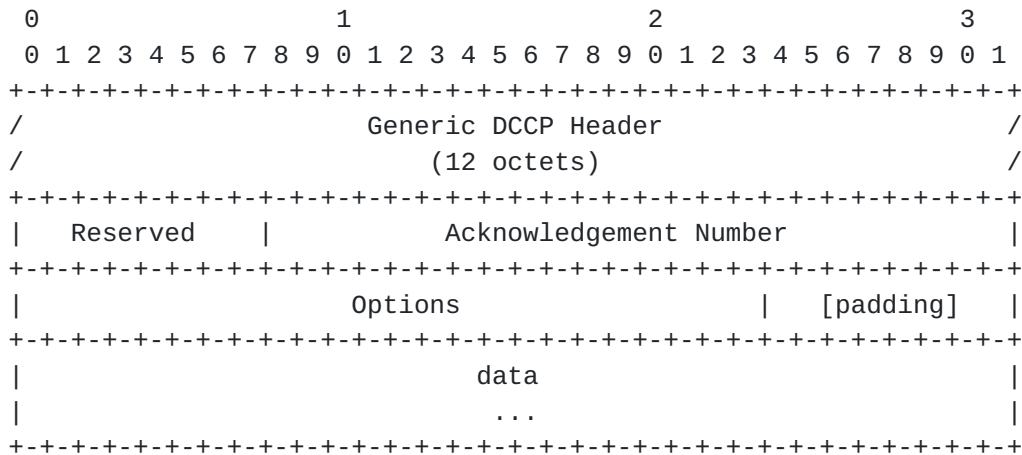 0                   1                   2                   3
 0 1 2 3 4 5 6 7 8 9 0 1 2 3 4 5 6 7 8 9 0 1 2 3 4 5 6 7 8 9 0 1
+-+-+-+-+-+-+-+-+-+-+-+-+-+-+-+-+-+-+-+-+-+-+-+-+-+-+-+-+-+-+-+-+
/                      Generic DCCP Header                      /
/                          (12 octets)                          /
+-+-+-+-+-+-+-+-+-+-+-+-+-+-+-+-+-+-+-+-+-+-+-+-+-+-+-+-+-+-+-+-+
|   Reserved    |           Acknowledgement Number              |
+-+-+-+-+-+-+-+-+-+-+-+-+-+-+-+-+-+-+-+-+-+-+-+-+-+-+-+-+-+-+-+-+
|                     Options                   |   [padding]   |
+-+-+-+-+-+-+-+-+-+-+-+-+-+-+-+-+-+-+-+-+-+-+-+-+-+-+-+-+-+-+-+-+
|                             data                              |
|                              ...                              |
+-+-+-+-+-+-+-+-+-+-+-+-+-+-+-+-+-+-+-+-+-+-+-+-+-+-+-+-+-+-+-+-+